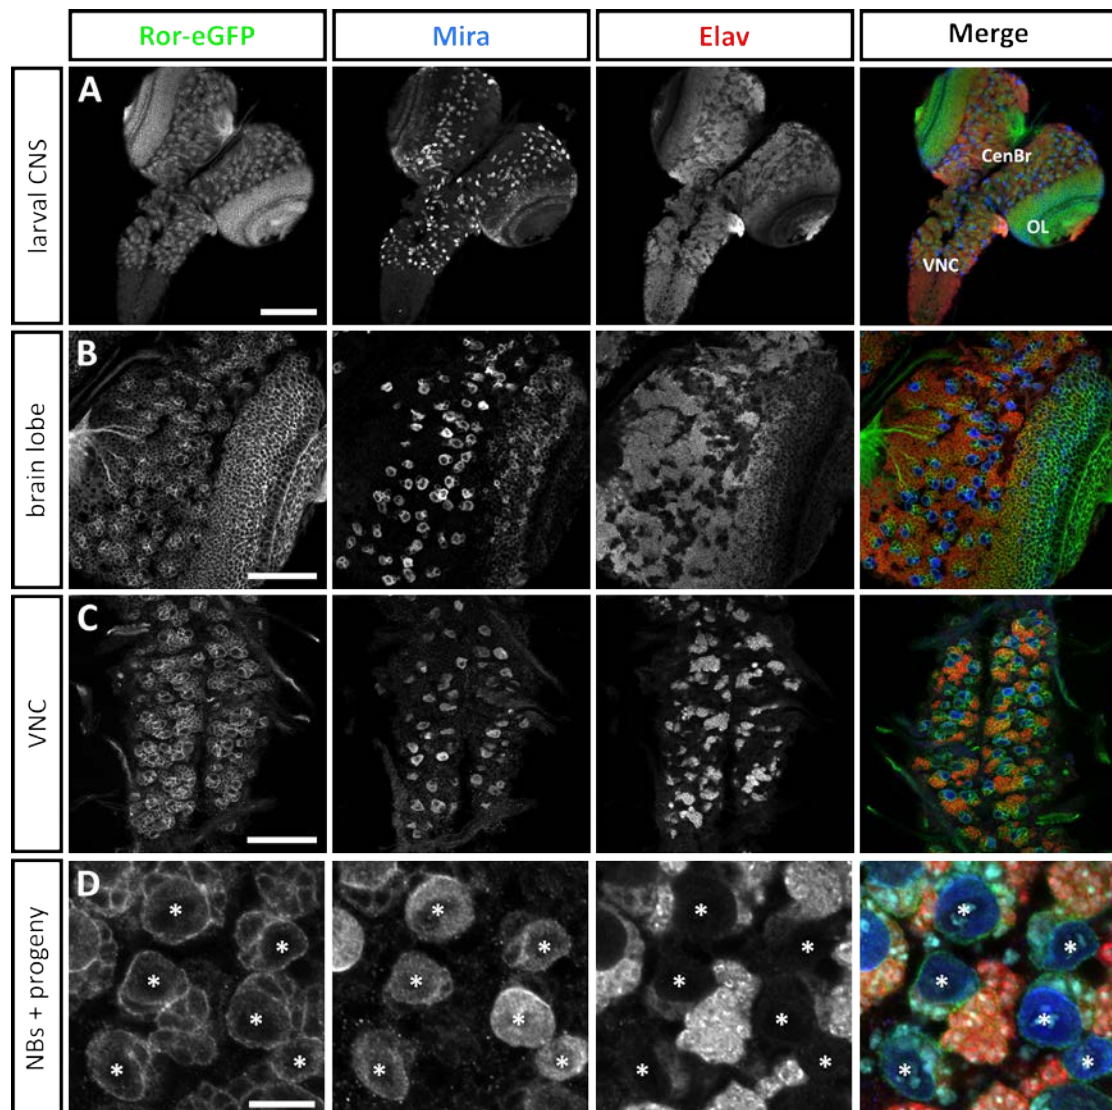 Ror-eGFP
Mira
Elav
Merge
larval CNS
A
CenBr
OL
VNC
brain lobe
B
VNC
C
NBs + progeny
D
* * * *
* * * *
* * * *
* * * *
* * * *
* * * *